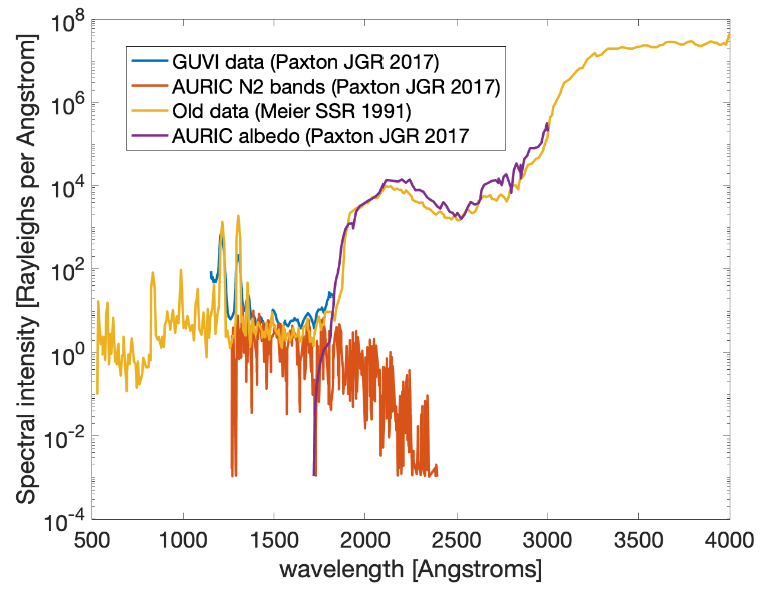 10^8
10^6
10^4
10^2
10^0
10^-2
10^-4
Spectral intensity [Rayleighs per Angstrom]
GUVI data (Paxton JGR 2017)
AURIC N2 bands (Paxton JGR 2017)
Old data (Meier SSR 1991)
AURIC albedo (Paxton JGR 2017
500 1000 1500 2000 2500 3000 3500 4000
wavelength [Angstroms]